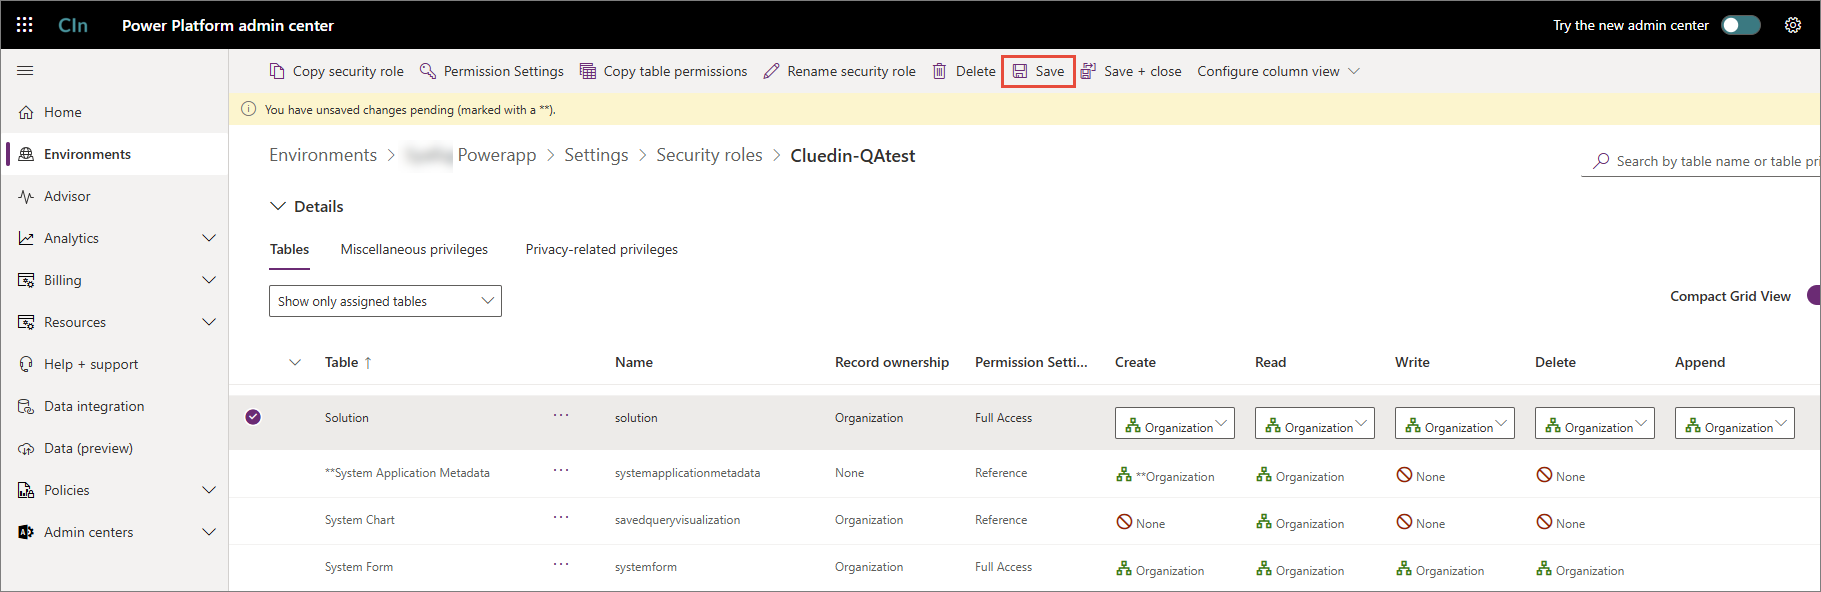 CIn Power Platform admin center Try the new admin center
Copy security role Permission Settings Copy table permissions Rename security role Delete Save Save + close Configure column view
You have unsaved changes pending (marked with a **).
Home
Environments
Advisor
Analytics
Billing
Resources
Help + support
Data integration
Data (preview)
Policies
Admin centers
Environments > Powerapp > Settings > Security roles > Cluedin-QAtest
Search by table name or table pri
Details
Tables Miscellaneous privileges Privacy-related privileges
Show only assigned tables
Compact Grid View
Table ↑ Name Record ownership Permission Setti... Create Read Write Delete Append
Solution ... solution Organization Full Access Organization Organization Organization Organization Organization
**System Application Metadata ... systemapplicationmetadata None Reference **Organization Organization None None
System Chart ... savedqueryvisualization Organization Reference None Organization None None
System Form ... systemform Organization Full Access Organization Organization Organization Organization